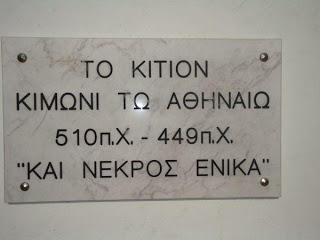 ΤΟ ΚΙΤΙΟΝ
ΚΙΜΩΝΙ ΤΩ ΑΘΗΝΑΙΩ
510π.Χ. - 449π.Χ.
"ΚΑΙ ΝΕΚΡΟΣ ΕΝΙΚΑ"